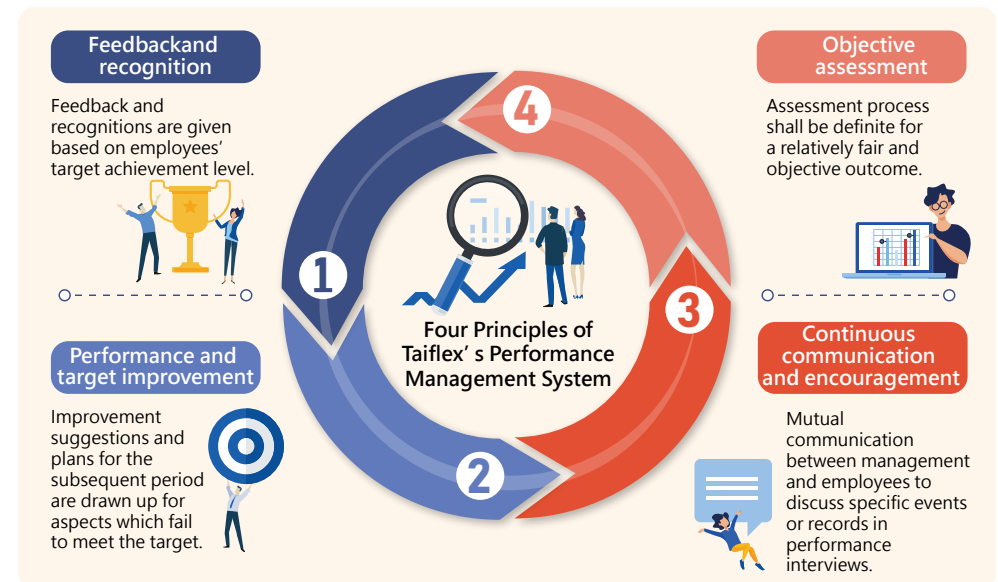 Feedbackand
recognition
Feedback and
recognitions are given
based on employees’
target achievement level.
1
Performance and
target improvement
Improvement
suggestions and
plans for the
subsequent period
are drawn up for
aspects which fail
to meet the target.
2
Four Principles of
Taiflex’ s Performance
Management System
3
Continuous
communication
and encouragement
Mutual
communication
between management
and employees to
discuss specific events
or records in
performance
interviews.
4
Objective
assessment
Assessment process
shall be definite for
a relatively fair and
objective outcome.